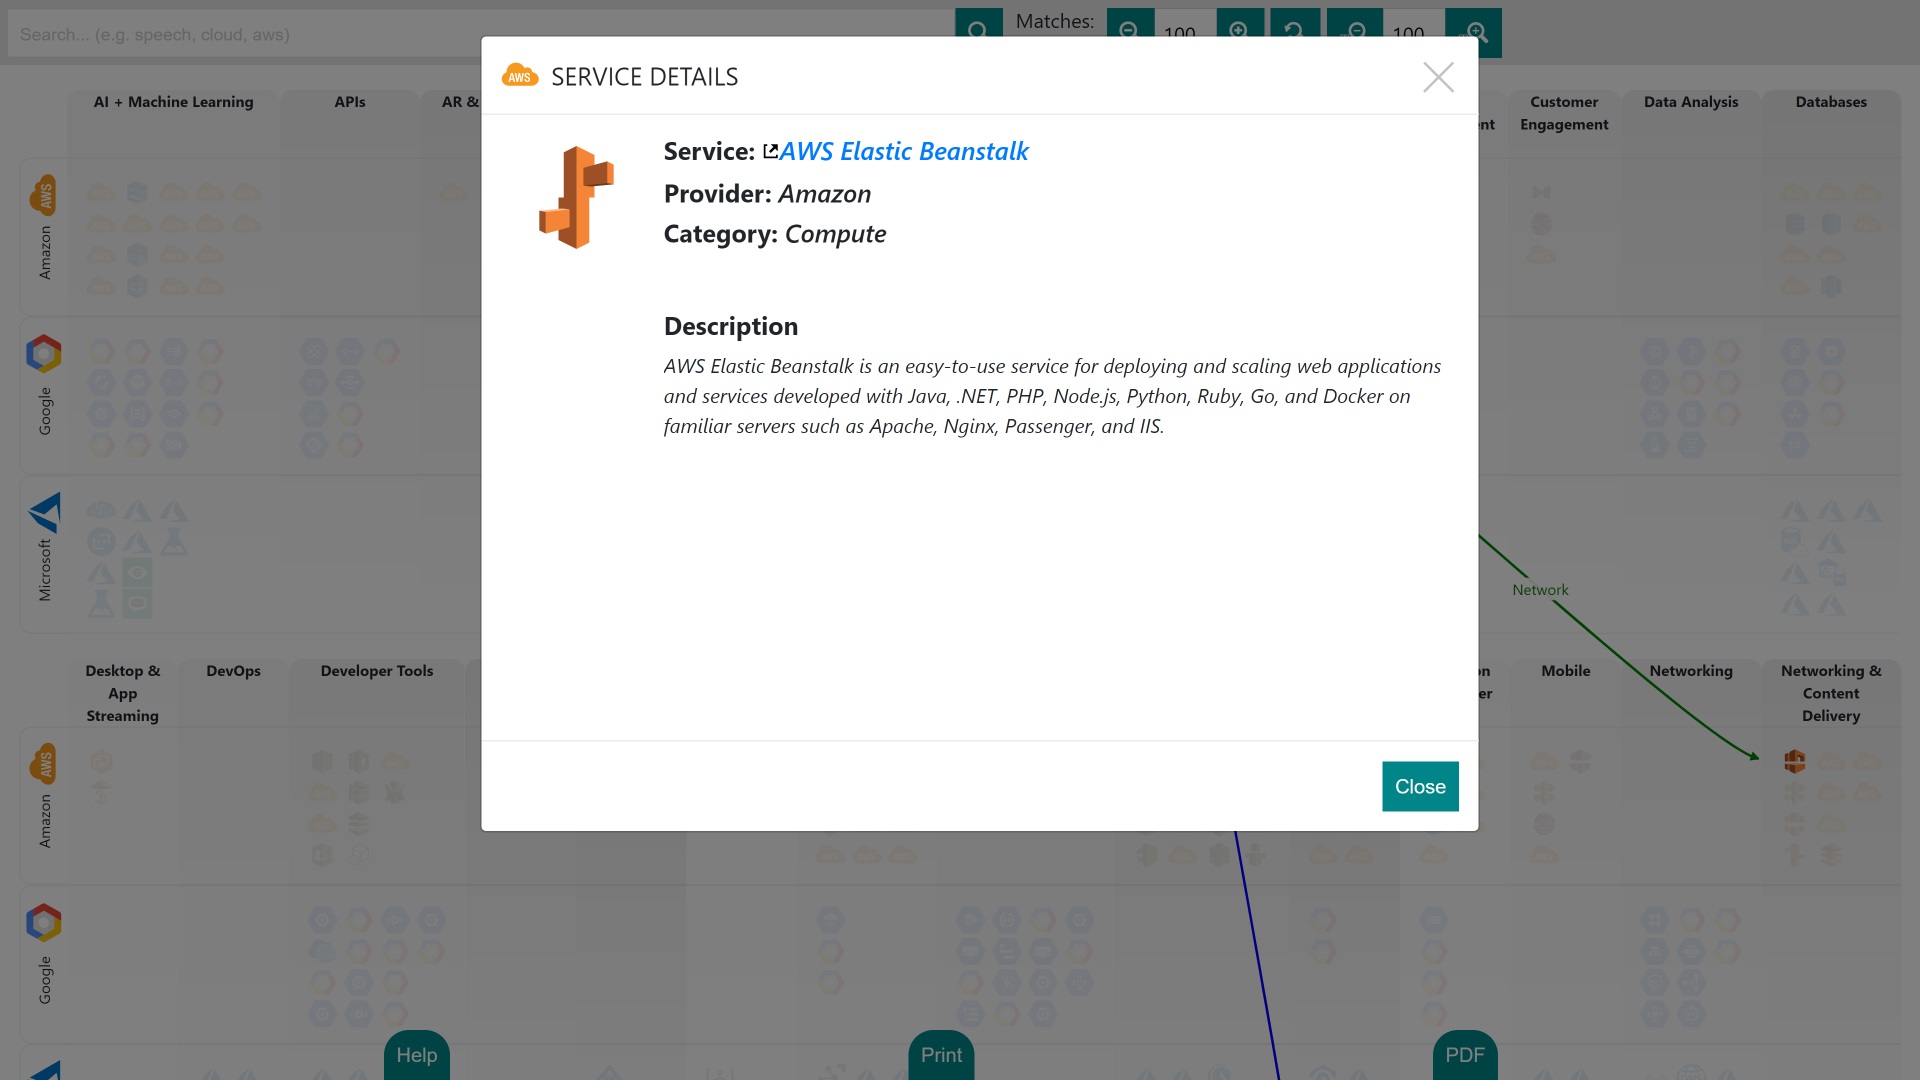 Search... (e.g. speech, cloud, aws)
Matches:
100
100
AWS SERVICE DETAILS
Service: AWS Elastic Beanstalk
Provider: Amazon
Category: Compute
Description
AWS Elastic Beanstalk is an easy-to-use service for deploying and scaling web applications
and services developed with Java, .NET, PHP, Node.js, Python, Ruby, Go, and Docker on
familiar servers such as Apache, Nginx, Passenger, and IIS.
Close
AI + Machine Learning
APIs
AR &
nt
Customer
Engagement
Data Analysis
Databases
AWS
Amazon
Google
Microsoft
Network
Desktop &
App
Streaming
DevOps
Developer Tools
on
er
Mobile
Networking
Networking &
Content
Delivery
AWS
Amazon
Google
Help
Print
PDF